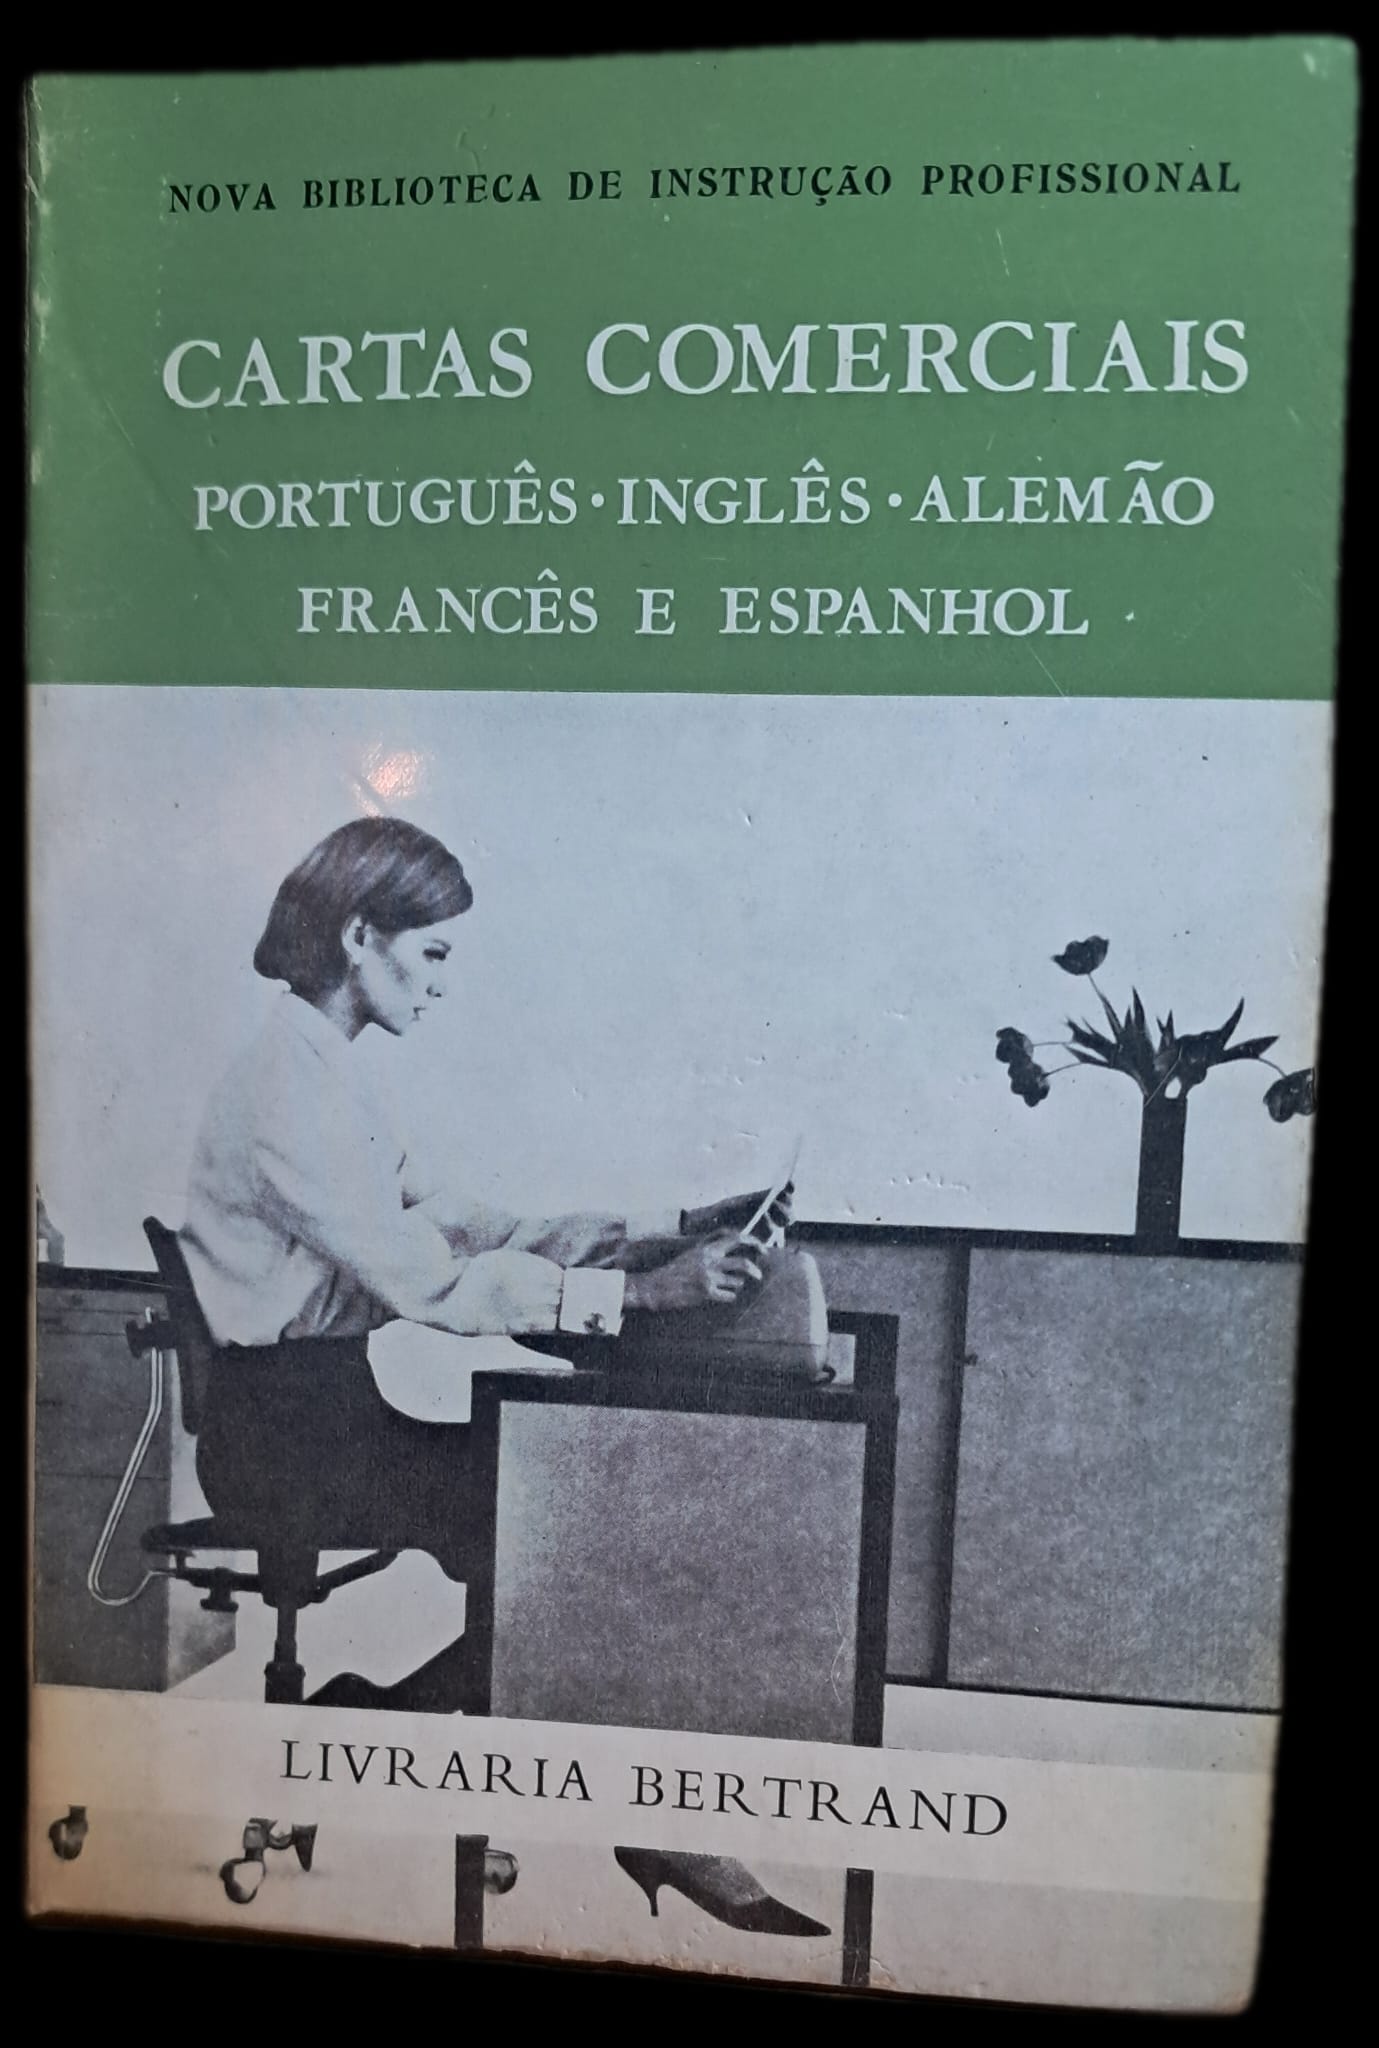 NOVA BIBLIOTECA DE INSTRUÇÃO PROFISSIONAL
CARTAS COMERCIAIS
PORTUGUÊS · INGLÊS · ALEMÃO
FRANCÊS E ESPANHOL
LIVRARIA BERTRAND